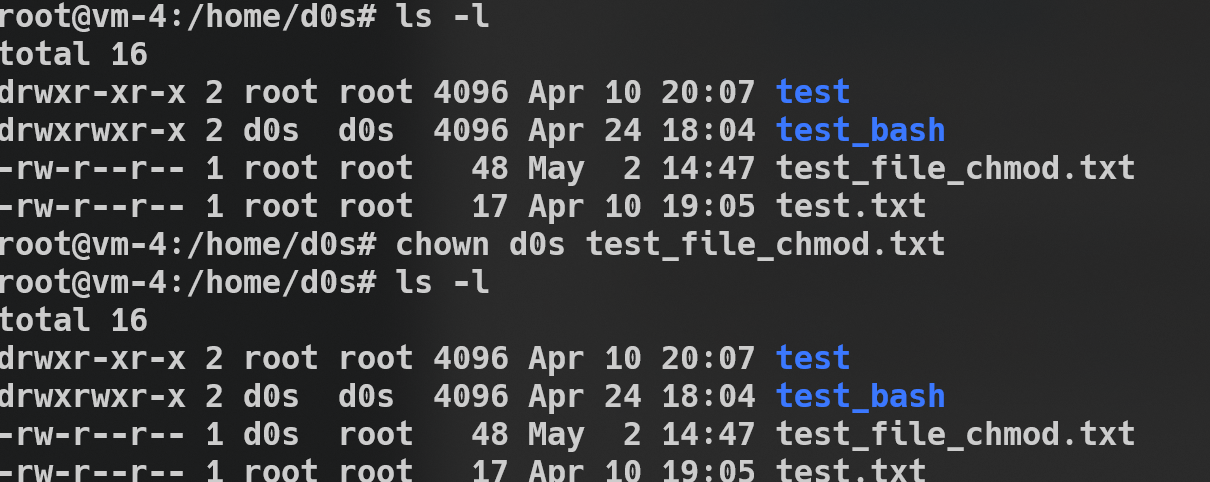 root@vm-4:/home/d0s# ls -l
total 16
drwxr-xr-x 2 root root 4096 Apr 10 20:07 test
drwxrwxr-x 2 d0s  d0s  4096 Apr 24 18:04 test_bash
-rw-r--r-- 1 root root   48 May  2 14:47 test_file_chmod.txt
-rw-r--r-- 1 root root   17 Apr 10 19:05 test.txt
root@vm-4:/home/d0s# chown d0s test_file_chmod.txt
root@vm-4:/home/d0s# ls -l
total 16
drwxr-xr-x 2 root root 4096 Apr 10 20:07 test
drwxrwxr-x 2 d0s  d0s  4096 Apr 24 18:04 test_bash
-rw-r--r-- 1 d0s  root   48 May  2 14:47 test_file_chmod.txt
-rw-r--r-- 1 root root   17 Apr 10 19:05 test.txt